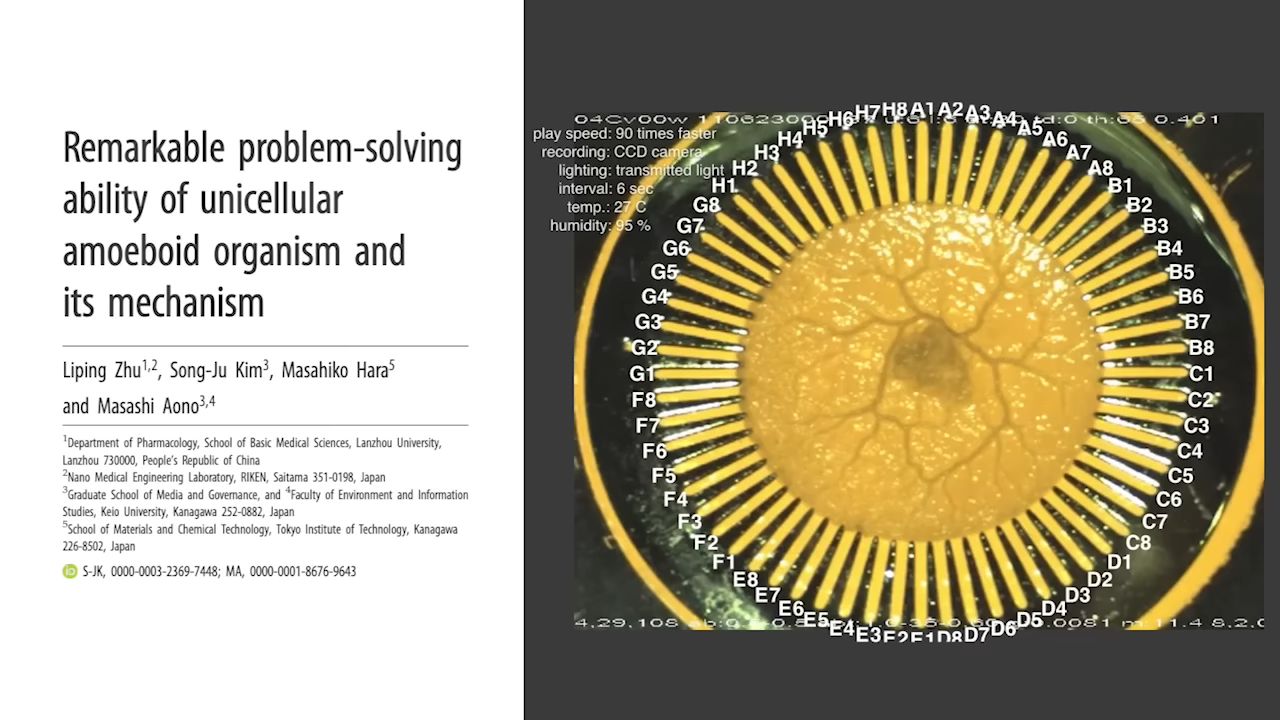 Remarkable problem-solving
ability of unicellular
amoeboid organism and
its mechanism
Liping Zhu1,2, Song-Ju Kim3, Masahiko Hara5
and Masashi Aono3,4
1Department of Pharmacology, School of Basic Medical Sciences, Lanzhou University,
Lanzhou 730000, People's Republic of China
2Nano Medical Engineering Laboratory, RIKEN, Saitama 351-0198, Japan
3Graduate School of Media and Governance, and 4Faculty of Environment and Information
Studies, Keio University, Kanagawa 252-0882, Japan
5School of Materials and Chemical Technology, Tokyo Institute of Technology, Kanagawa
226-8502, Japan
iD S-JK, 0000-0003-2369-7448; MA, 0000-0001-8676-9643
play speed: 90 times faster
recording: CCD camera
lighting: transmitted light
interval: 6 sec
temp.: 27 C
humidity: 95 %
A1
A2
A3
A4
A5
A6
A7
A8
B1
B2
B3
B4
B5
B6
B7
B8
C1
C2
C3
C4
C5
C6
C7
C8
D1
D2
D3
D4
D5
D6
D7
D8
E1
E2
E3
E4
E5
E6
E7
E8
F1
F2
F3
F4
F5
F6
F7
F8
G1
G2
G3
G4
G5
G6
G7
G8
H1
H2
H3
H4
H5
H6
H7
H8